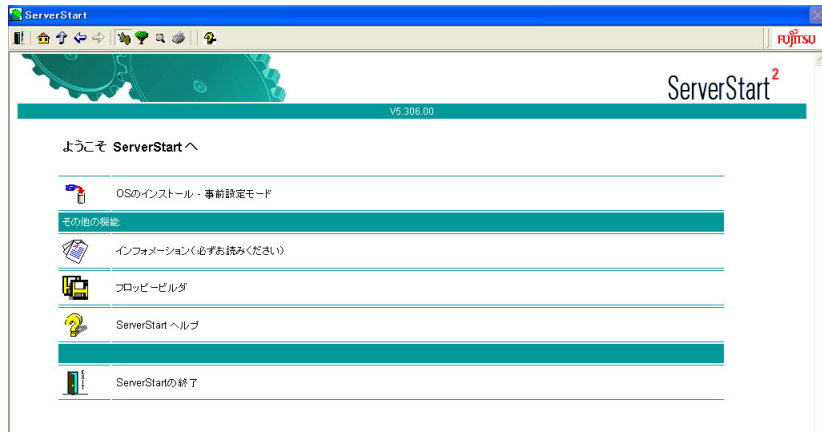 ServerStart
FUJITSU
ServerStart2
V5.306.00
ようこそ ServerStart へ
OSのインストール - 事前設定モード
その他の機能
インフォメーション(必ずお読みください)
フロッピービルダ
ServerStart ヘルプ
ServerStartの終了